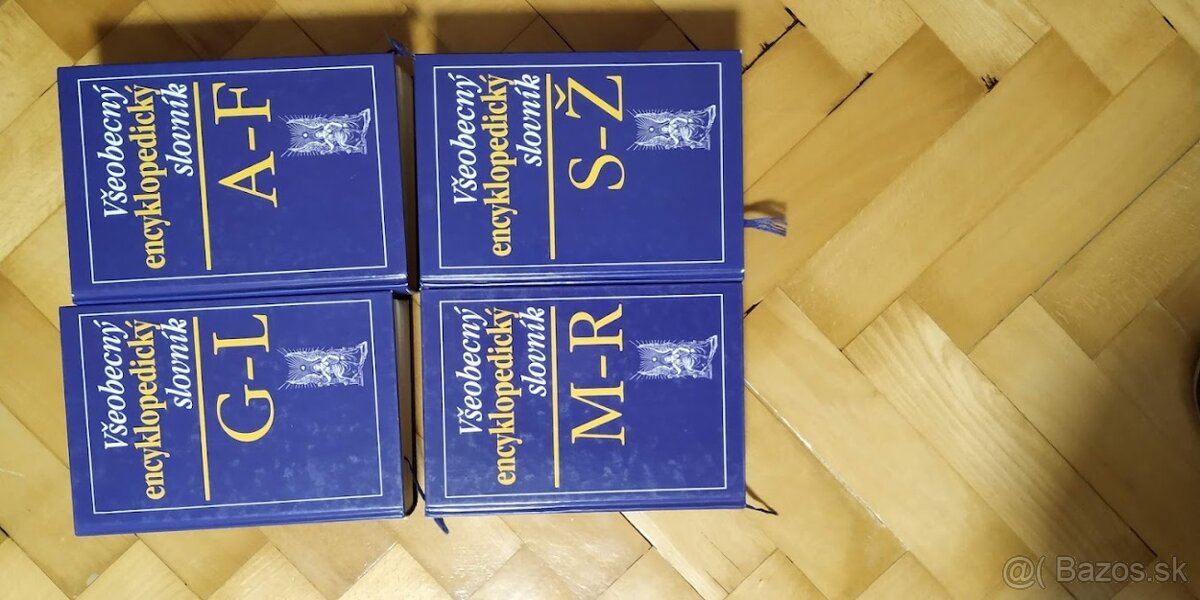 Všeobecný
encyklopedický
slovník
A-F
Všeobecný
encyklopedický
slovník
S-Ž
Všeobecný
encyklopedický
slovník
G-L
Všeobecný
encyklopedický
slovník
M-R
@( Bazos.sk